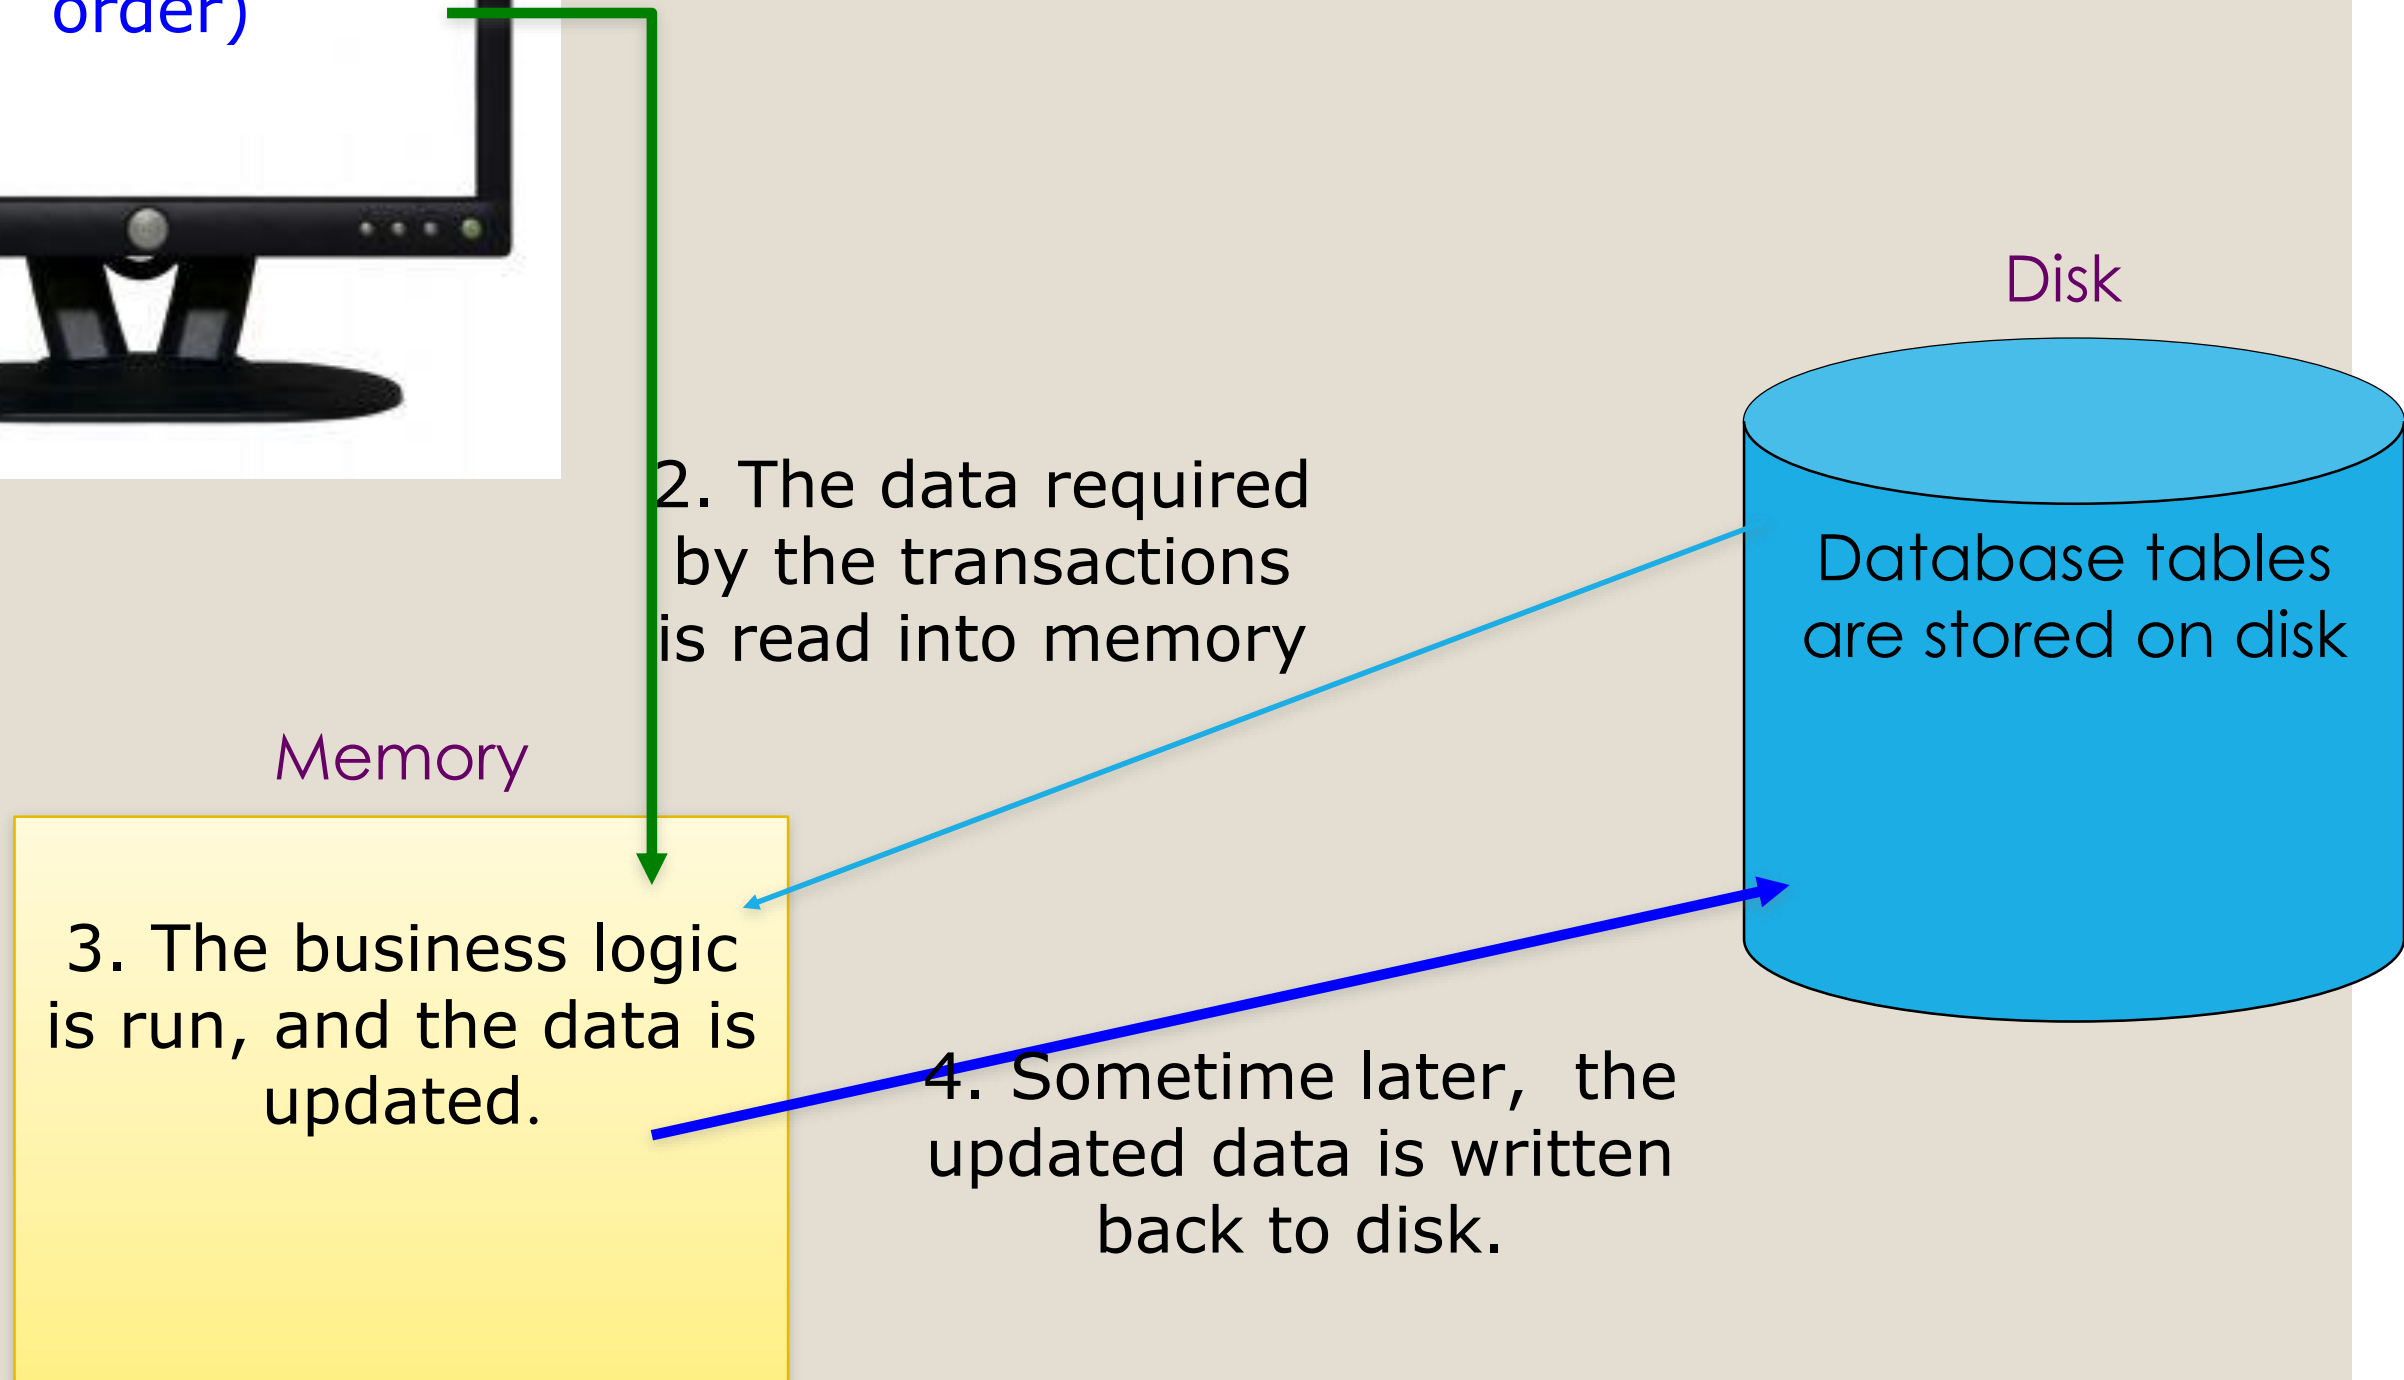 order)
Disk
2. The data required
by the transactions
is read into memory
Database tables
are stored on disk
Memory
3. The business logic
is run, and the data is
updated.
4. Sometime later,  the
updated data is written
back to disk.